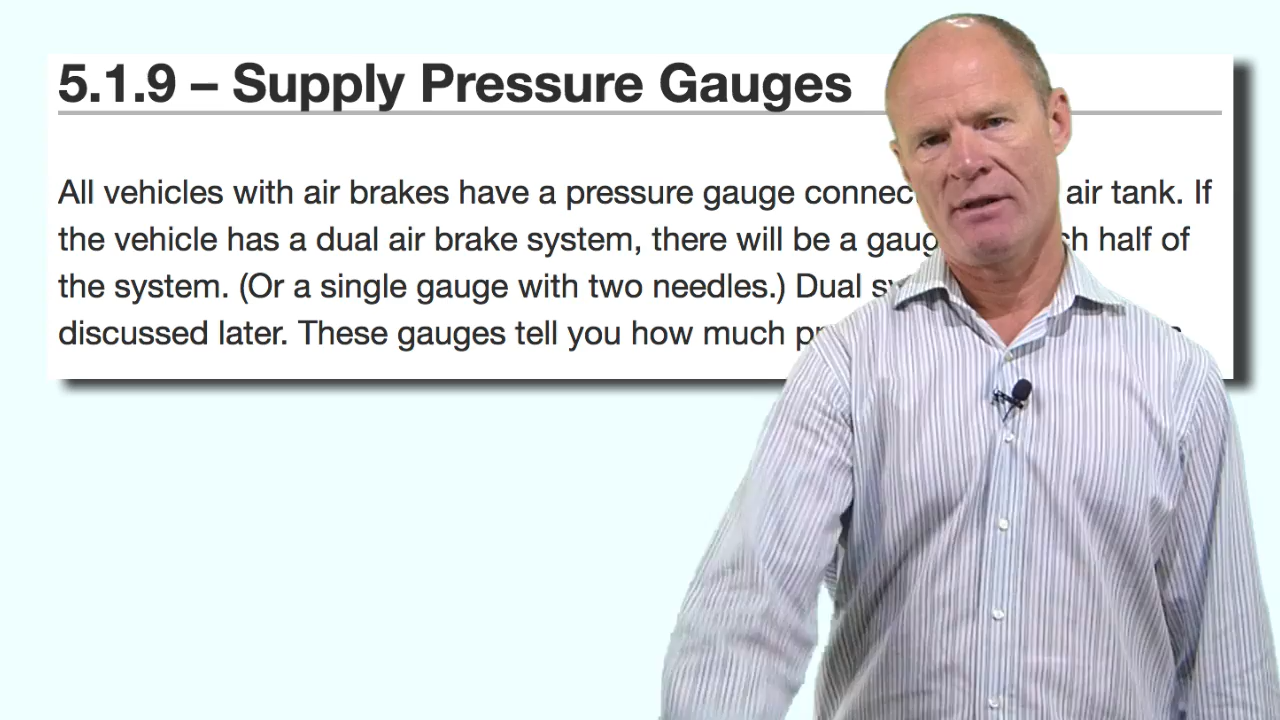 5.1.9 – Supply Pressure Gauges
All vehicles with air brakes have a pressure gauge air tank. If
the vehicle has a dual air brake system, there will be a half of
the system. (Or a single gauge with two needles.) Dual
discussed later. These gauges tell you how much